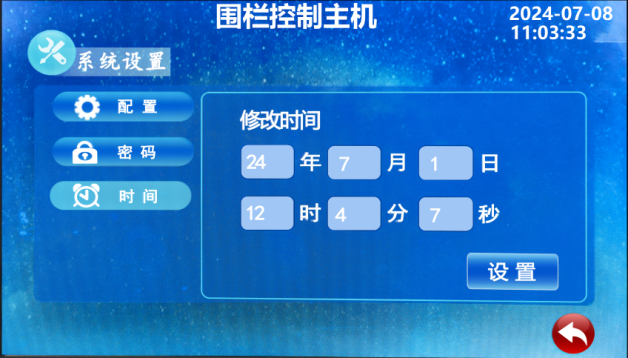 围栏控制主机
2024-07-08
11:03:33
系统设置
配置
密码
时间
修改时间
24 年 7 月 1 日
12 时 4 分 7 秒
设置